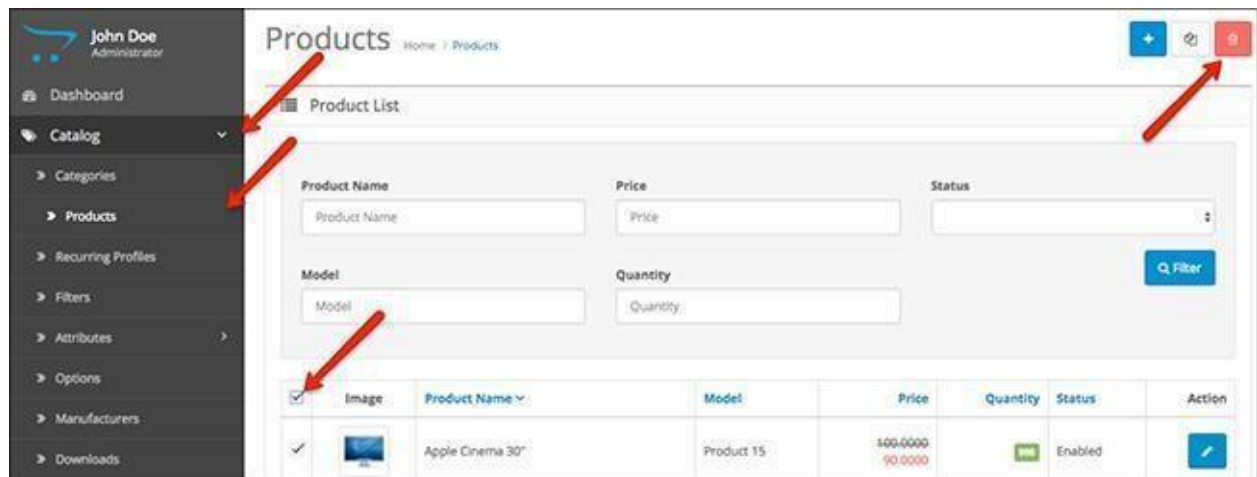 John Doe
Administrator
Dashboard
Catalog
Categories
Products
Recurring Profiles
Filters
Attributes
Options
Manufacturers
Downloads
Products Home Products
Product List
Product Name Price Status
Product Name Price
Filter
Model Quantity
Model Quantity
Image Product Name Model Price Quantity Status Action
Apple Cinema 30" Product 15 100.0000 Enabled
90.0000